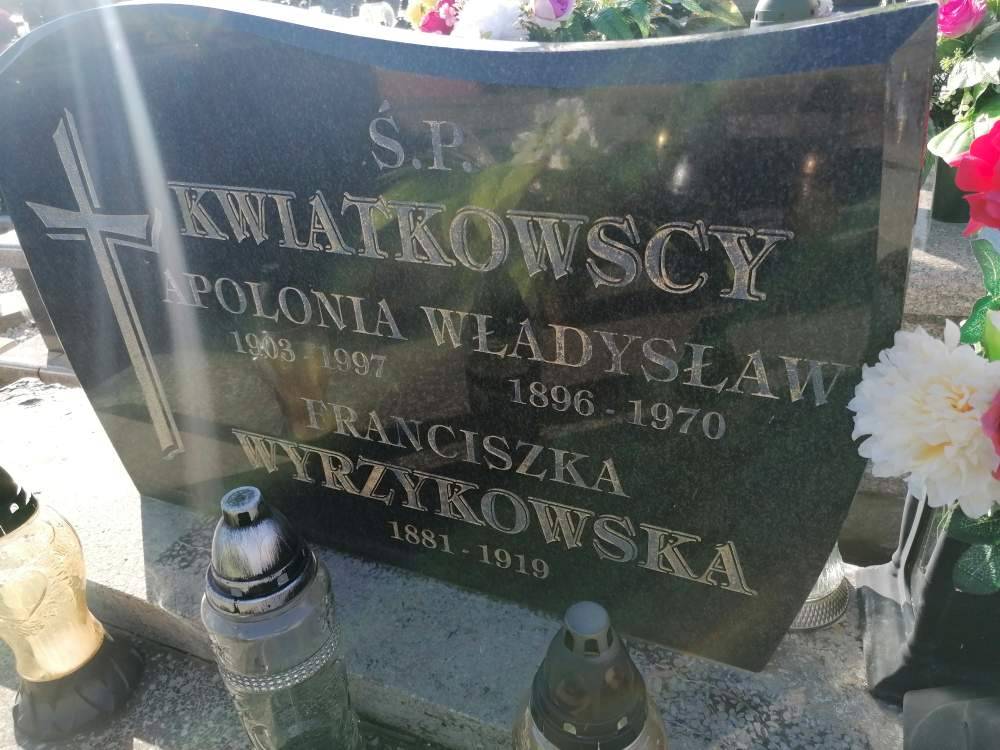 Ś.P.
KWIATKOWSCY
APOLONIA WŁADYSŁAW
1903 - 1997 1896 - 1970
FRANCISZKA
WYRZYKOWSKA
1881 - 1919